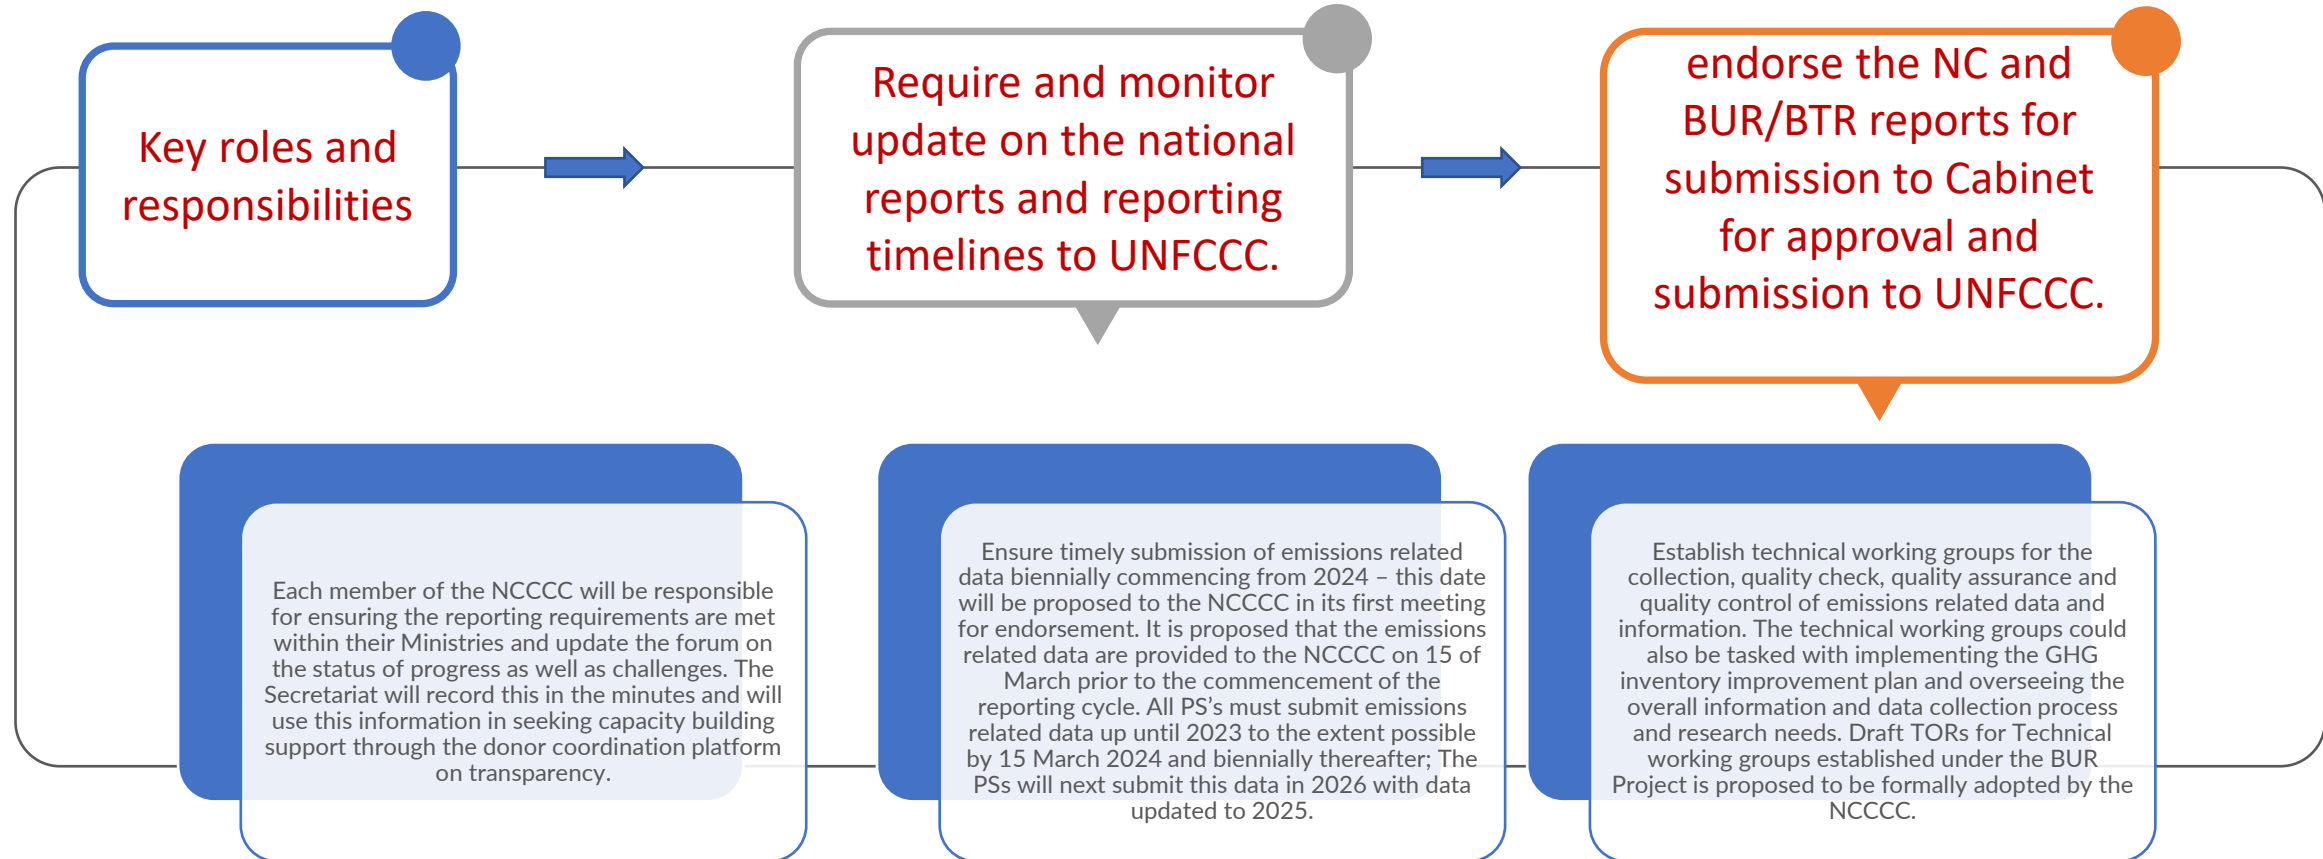 Key roles and
responsibilities
Require and monitor
update on the national
reports and reporting
timelines to UNFCCC.
endorse the NC and
BUR/BTR reports for
submission to Cabinet
for approval and
submission to UNFCCC.
Each member of the NCCCC will be responsible
for ensuring the reporting requirements are met
within their Ministries and update the forum on
the status of progress as well as challenges. The
Secretariat will record this in the minutes and will
use this information in seeking capacity building
support through the donor coordination platform
on transparency.
Ensure timely submission of emissions related
data biennially commencing from 2024 – this date
will be proposed to the NCCCC in its first meeting
for endorsement. It is proposed that the emissions
related data are provided to the NCCCC on 15 of
March prior to the commencement of the
reporting cycle. All PS's must submit emissions
related data up until 2023 to the extent possible
by 15 March 2024 and biennially thereafter; The
PSs will next submit this data in 2026 with data
updated to 2025.
Establish technical working groups for the
collection, quality check, quality assurance and
quality control of emissions related data and
information. The technical working groups could
also be tasked with implementing the GHG
inventory improvement plan and overseeing the
overall information and data collection process
and research needs. Draft TORs for Technical
working groups established under the BUR
Project is proposed to be formally adopted by the
NCCCC.